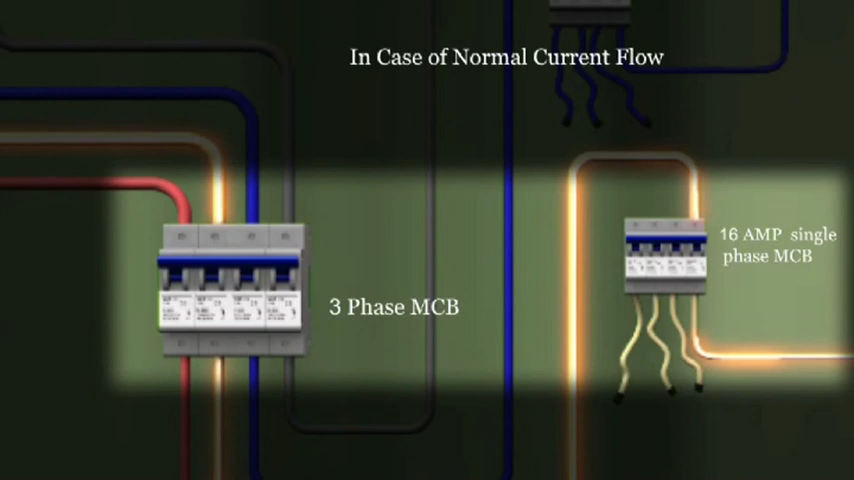 In Case of Normal Current Flow
16 AMP single
phase MCB
3 Phase MCB